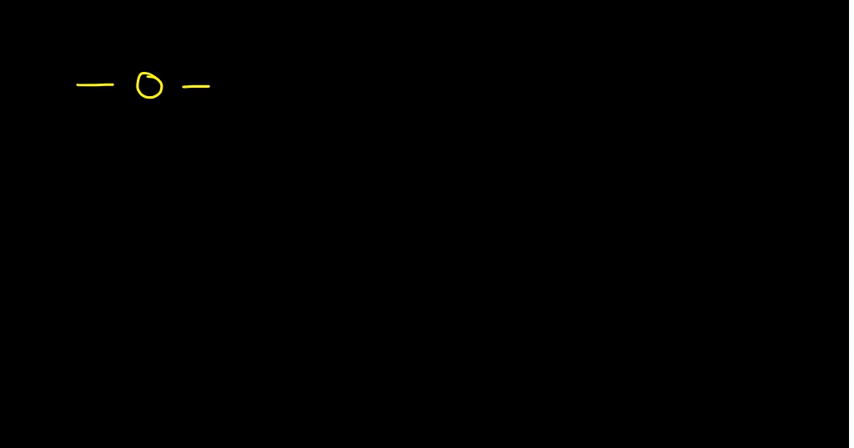 — O —